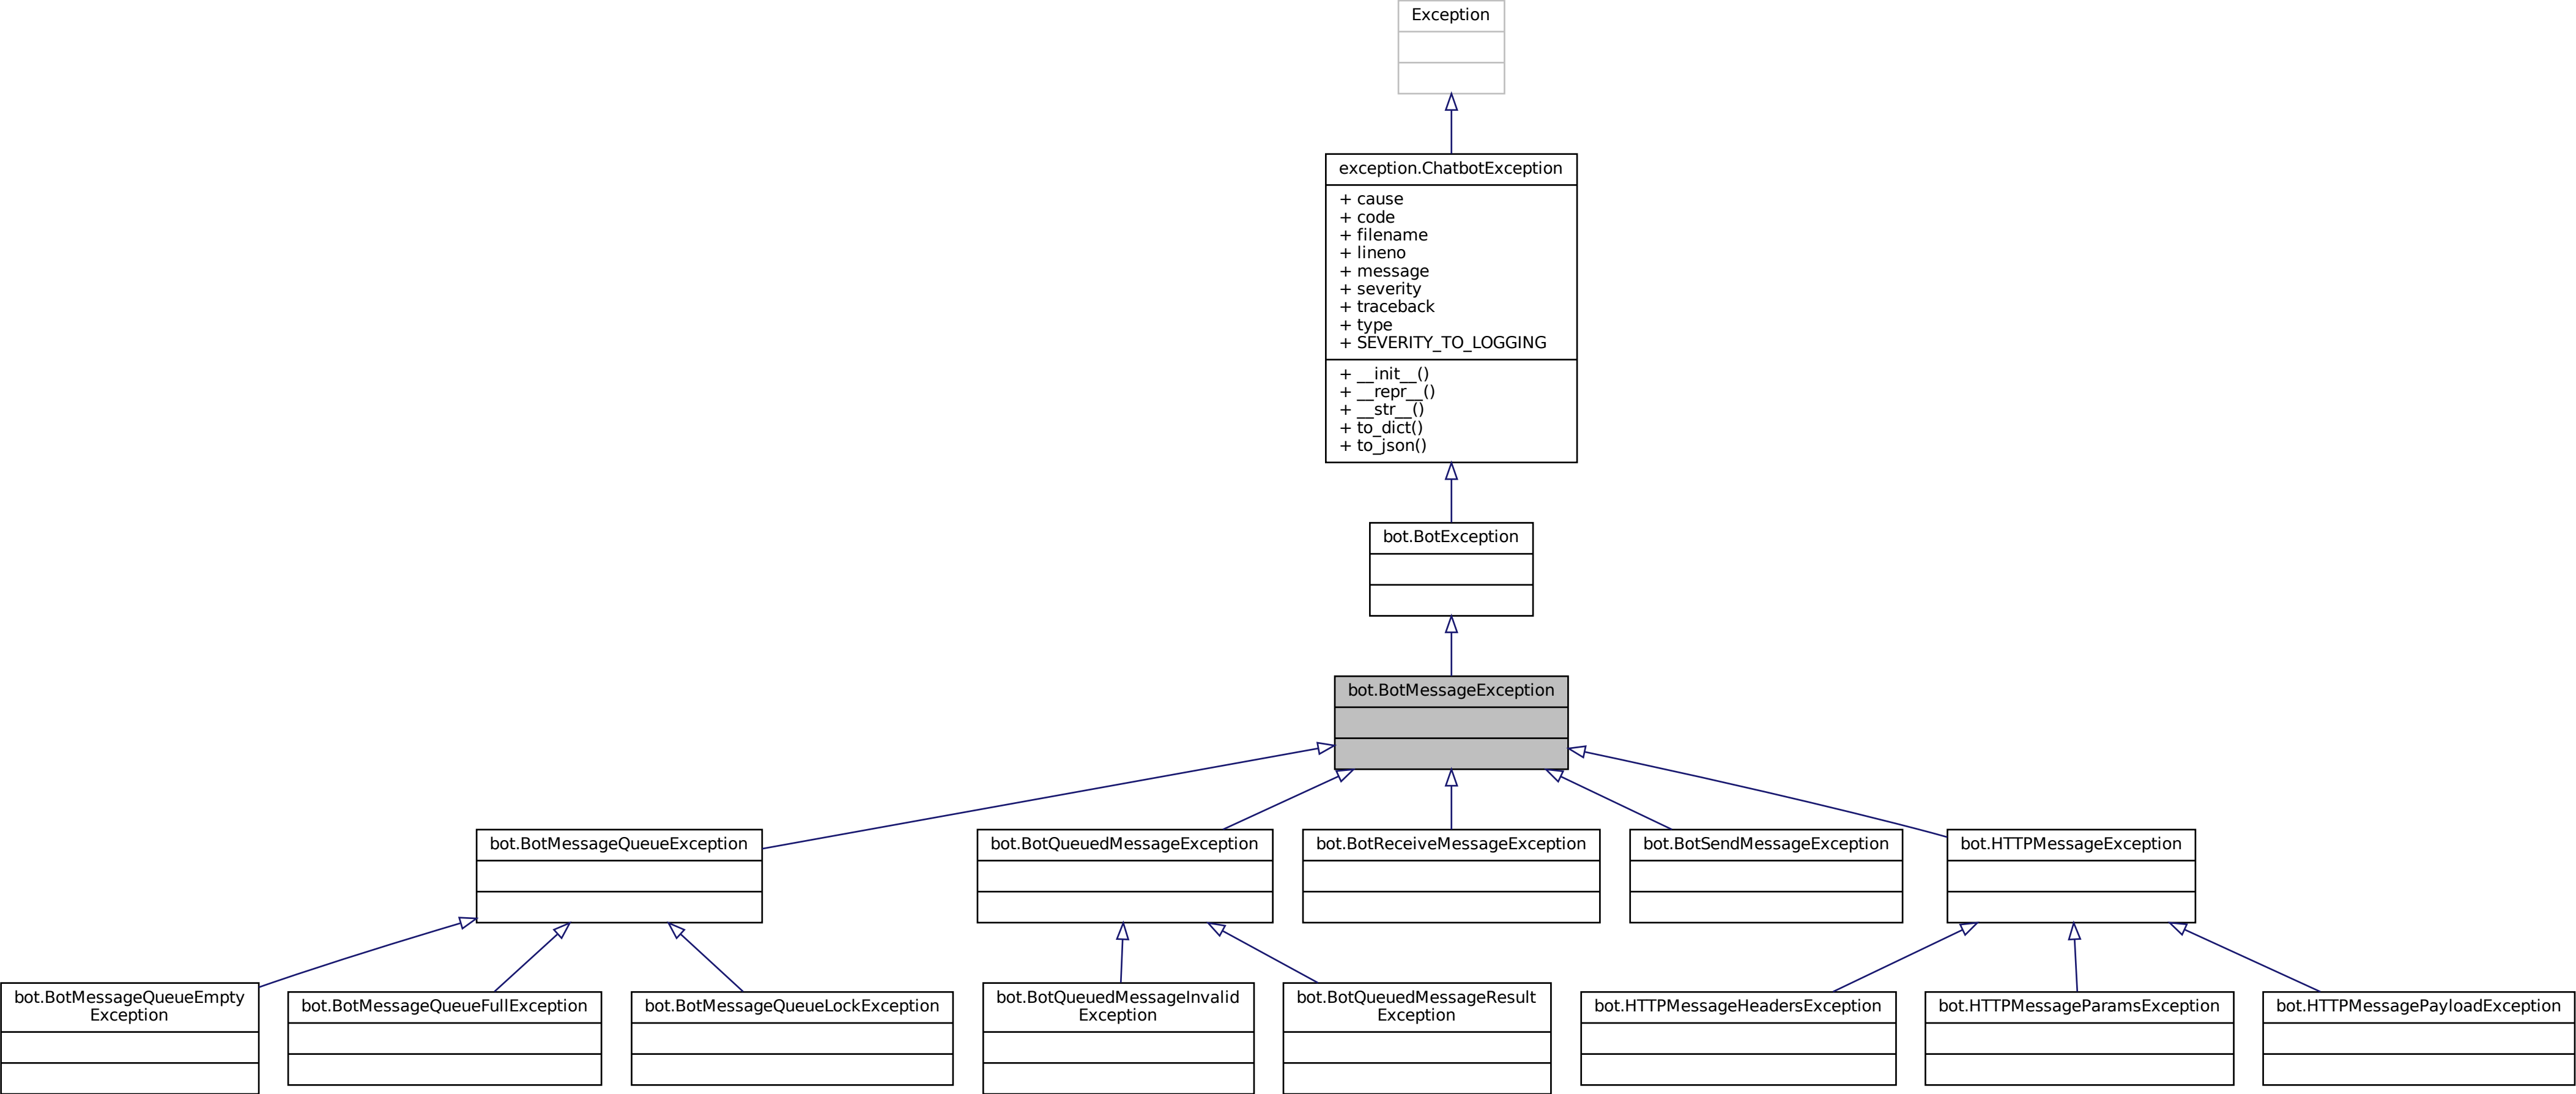 Exception
exception.ChatbotException
+ cause
+ code
+ filename
+ lineno
+ message
+ severity
+ traceback
+ type
+ SEVERITY_TO_LOGGING
+ __init__()
+ __repr__()
+ __str__()
+ to_dict()
+ to_json()
bot.BotException
bot.BotMessageException
bot.BotMessageQueueException
bot.BotQueuedMessageException
bot.BotReceiveMessageException
bot.BotSendMessageException
bot.HTTPMessageException
bot.BotMessageQueueEmpty
Exception
bot.BotMessageQueueFullException
bot.BotMessageQueueLockException
bot.BotQueuedMessageInvalid
Exception
bot.BotQueuedMessageResult
Exception
bot.HTTPMessageHeadersException
bot.HTTPMessageParamsException
bot.HTTPMessagePayloadException